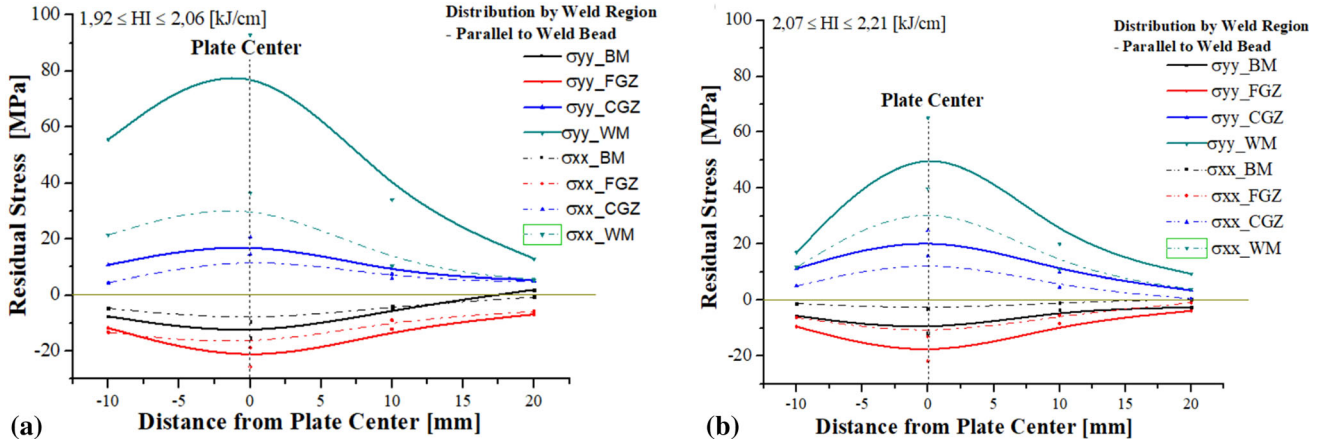 1,92 ≤ HI ≤ 2,06 [kJ/cm]
Distribution by Weld Region
- Parallel to Weld Bead
Plate Center
σyy_BM
σyy_FGZ
σyy_CGZ
σyy_WM
σxx_BM
σxx_FGZ
σxx_CGZ
σxx_WM
Residual Stress [MPa]
100
80
60
40
20
0
-20
-10
-5
0
5
10
15
20
Distance from Plate Center [mm]
(a)
2,07 ≤ HI ≤ 2,21 [kJ/cm]
Distribution by Weld Region
- Parallel to Weld Bead
Plate Center
σyy_BM
σyy_FGZ
σyy_CGZ
σyy_WM
σxx_BM
σxx_FGZ
σxx_CGZ
σxx_WM
Residual Stress [MPa]
100
80
60
40
20
0
-20
-10
-5
0
5
10
15
20
Distance from Plate Center [mm]
(b)